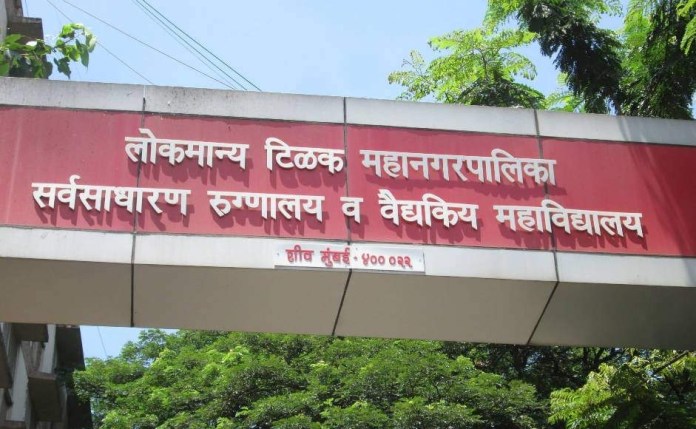 लोकमान्य टिळक महानगरपालिका
सर्वसाधारण रुग्णालय व वैद्यकिय महाविद्यालय
शीव मुंबई - ४०० ०२२